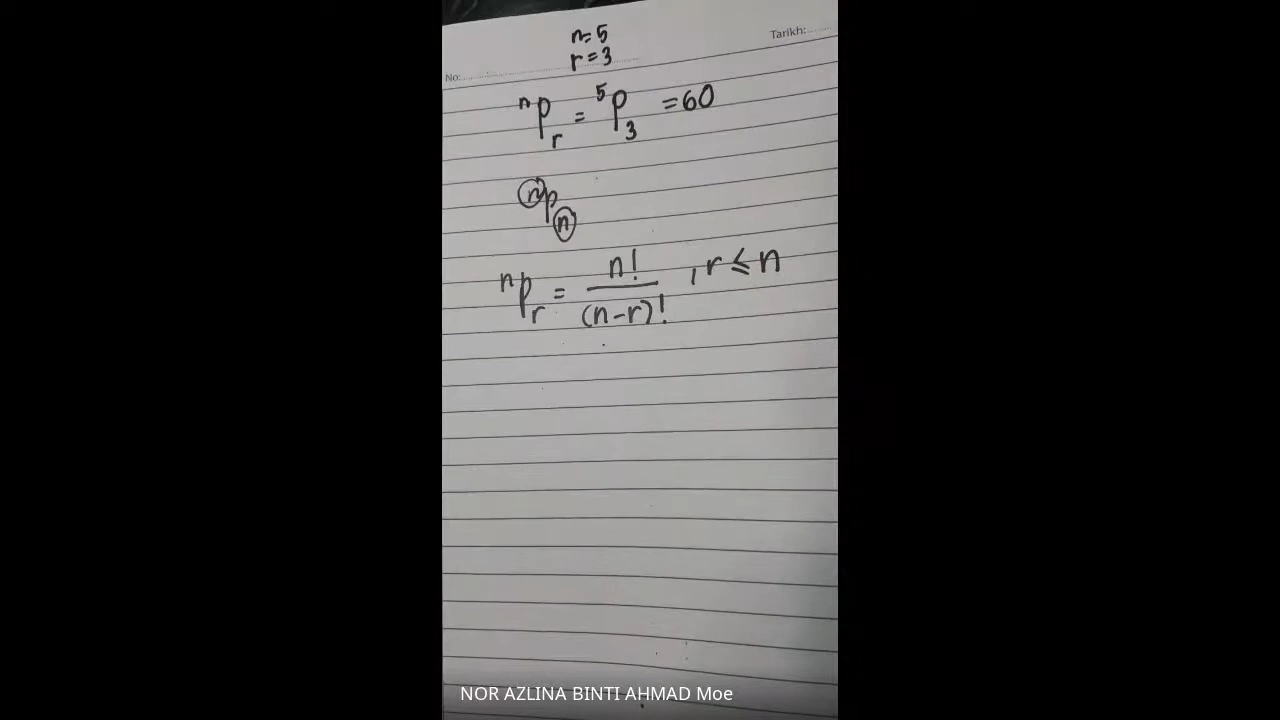 n=5
Tarikh:........
r=3
No:........
ⁿPᵣ = ⁵P₃ = 60
ⁿPₙ
ⁿPᵣ = n!/(n-r)! , r ≤ n
NOR AZLINA BINTI AHMAD Moe